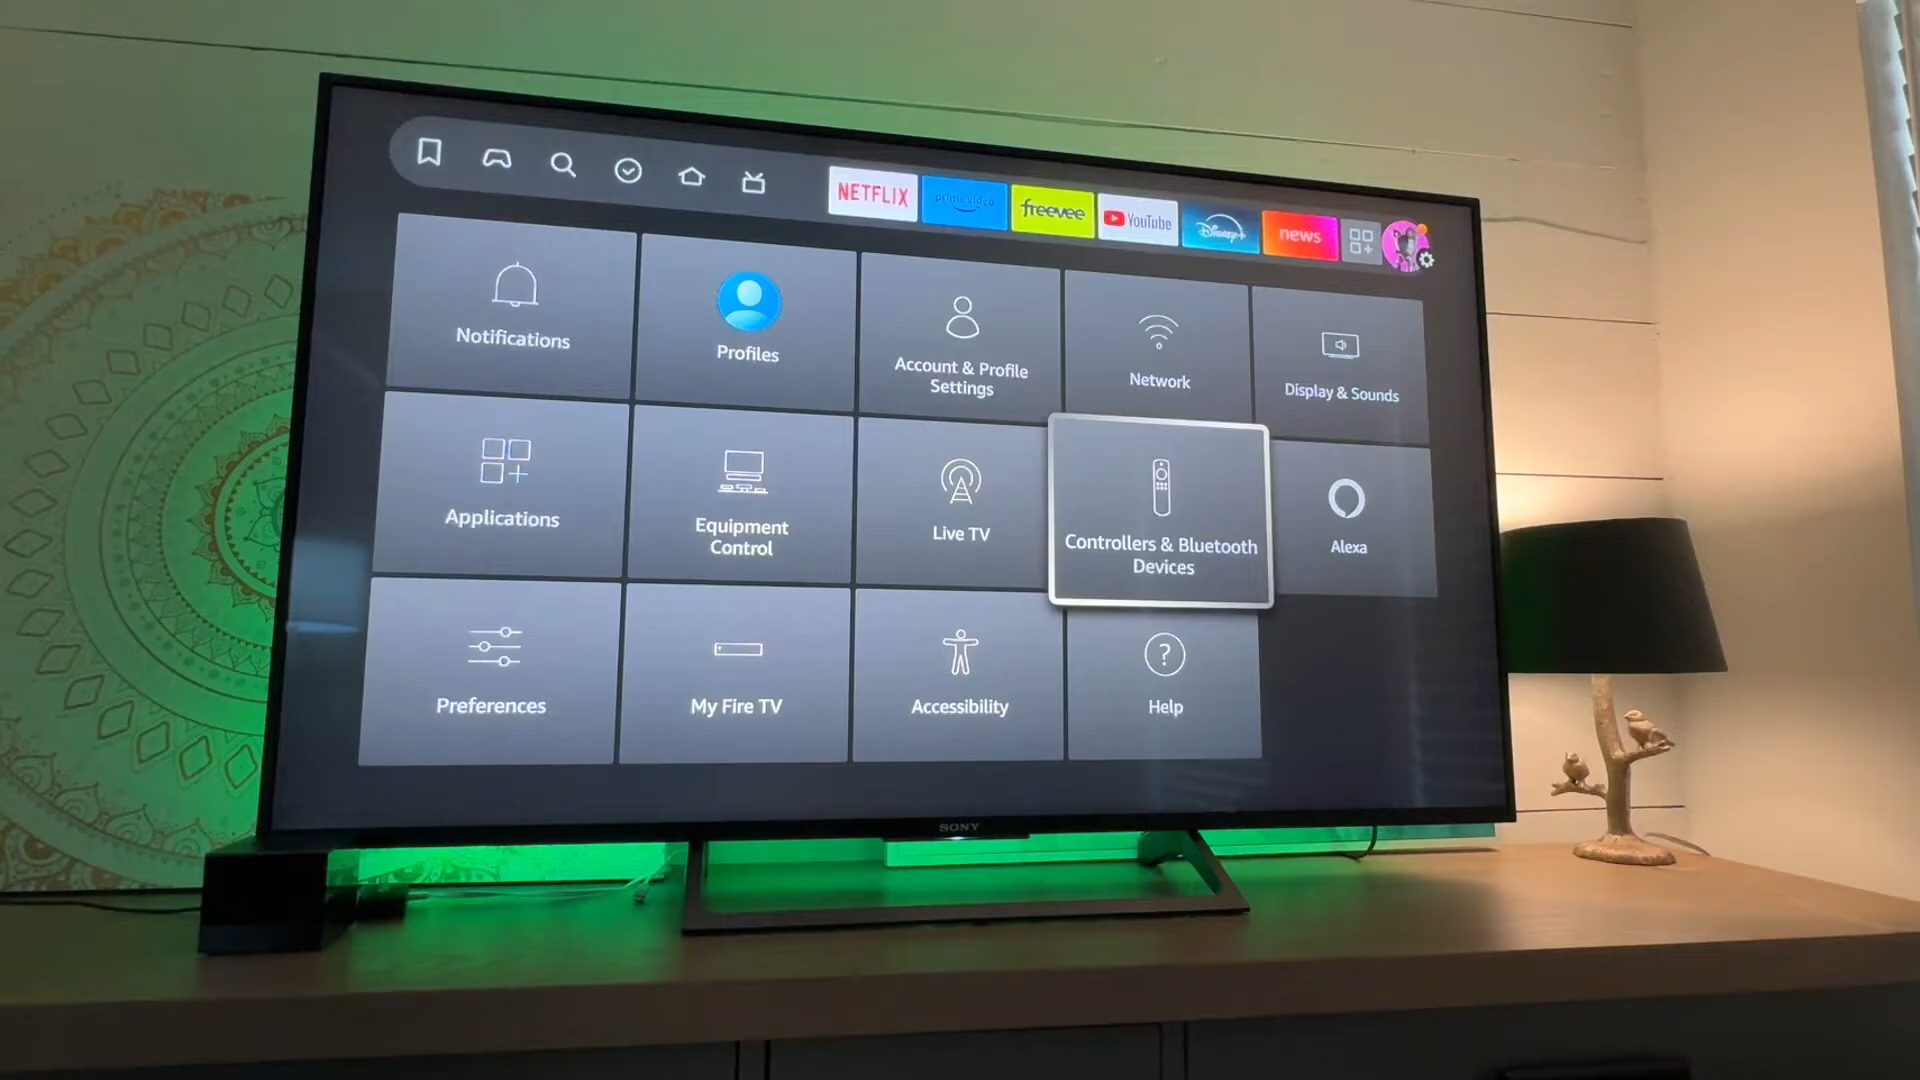 NETFLIX
prime video
freevee
YouTube
Disney+
news
Notifications
Profiles
Account & Profile
Settings
Network
Display & Sounds
Applications
Equipment
Control
Live TV
Controllers & Bluetooth
Devices
Alexa
Preferences
My Fire TV
Accessibility
?
Help
SONY